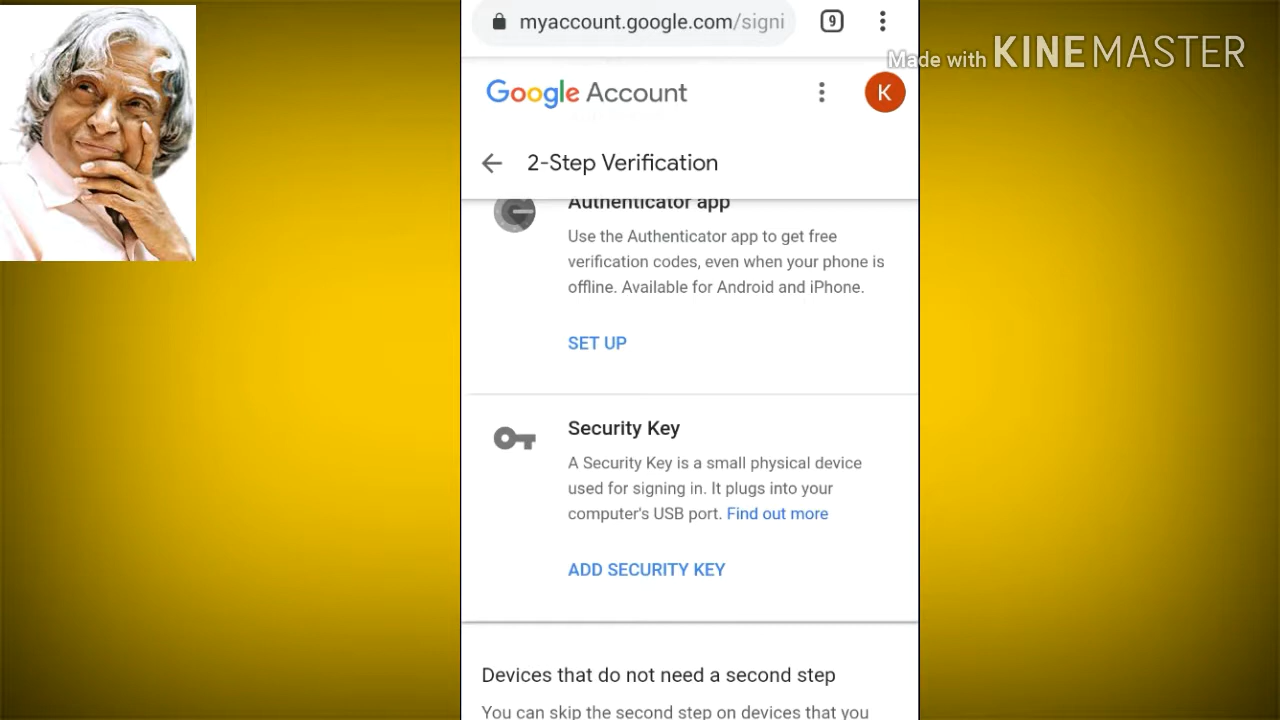 myaccount.google.com/signi
9
Made with KINEMASTER
Google Account
K
2-Step Verification
Authenticator app
Use the Authenticator app to get free
verification codes, even when your phone is
offline. Available for Android and iPhone.
SET UP
Security Key
A Security Key is a small physical device
used for signing in. It plugs into your
computer's USB port. Find out more
ADD SECURITY KEY
Devices that do not need a second step
You can skip the second step on devices that you